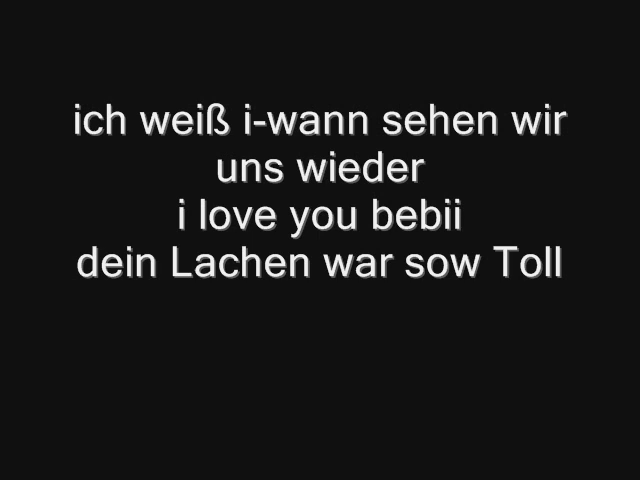 ich weiß i-wann sehen wir
uns wieder
i love you bebii
dein Lachen war sow Toll